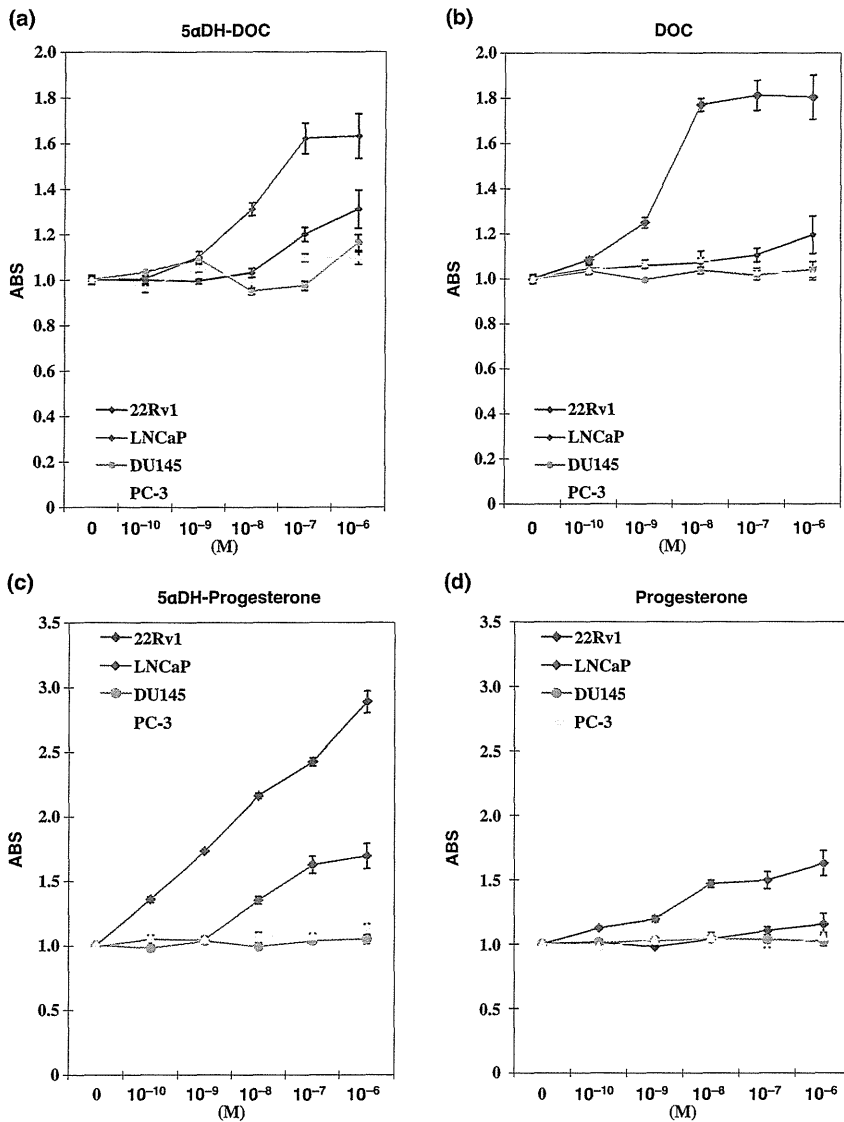 (a)
5aDH-DOC
2.0
1.8
1.6
1.4
1.2
1.0
0.8
0.6
0.4
0.2
0
ABS
22Rv1
LNCaP
DU145
PC-3
0 10⁻¹⁰ 10⁻⁹ 10⁻⁸ 10⁻⁷ 10⁻⁶
(M)
(b)
DOC
2.0
1.8
1.6
1.4
1.2
1.0
0.8
0.6
0.4
0.2
0
ABS
22Rv1
LNCaP
DU145
PC-3
0 10⁻¹⁰ 10⁻⁹ 10⁻⁸ 10⁻⁷ 10⁻⁶
(M)
(c)
5aDH-Progesterone
3.5
3.0
2.5
2.0
1.5
1.0
0.5
0
ABS
22Rv1
LNCaP
DU145
PC-3
0 10⁻¹⁰ 10⁻⁹ 10⁻⁸ 10⁻⁷ 10⁻⁶
(M)
(d)
Progesterone
3.5
3.0
2.5
2.0
1.5
1.0
0.5
0
ABS
22Rv1
LNCaP
DU145
PC-3
0 10⁻¹⁰ 10⁻⁹ 10⁻⁸ 10⁻⁷ 10⁻⁶
(M)